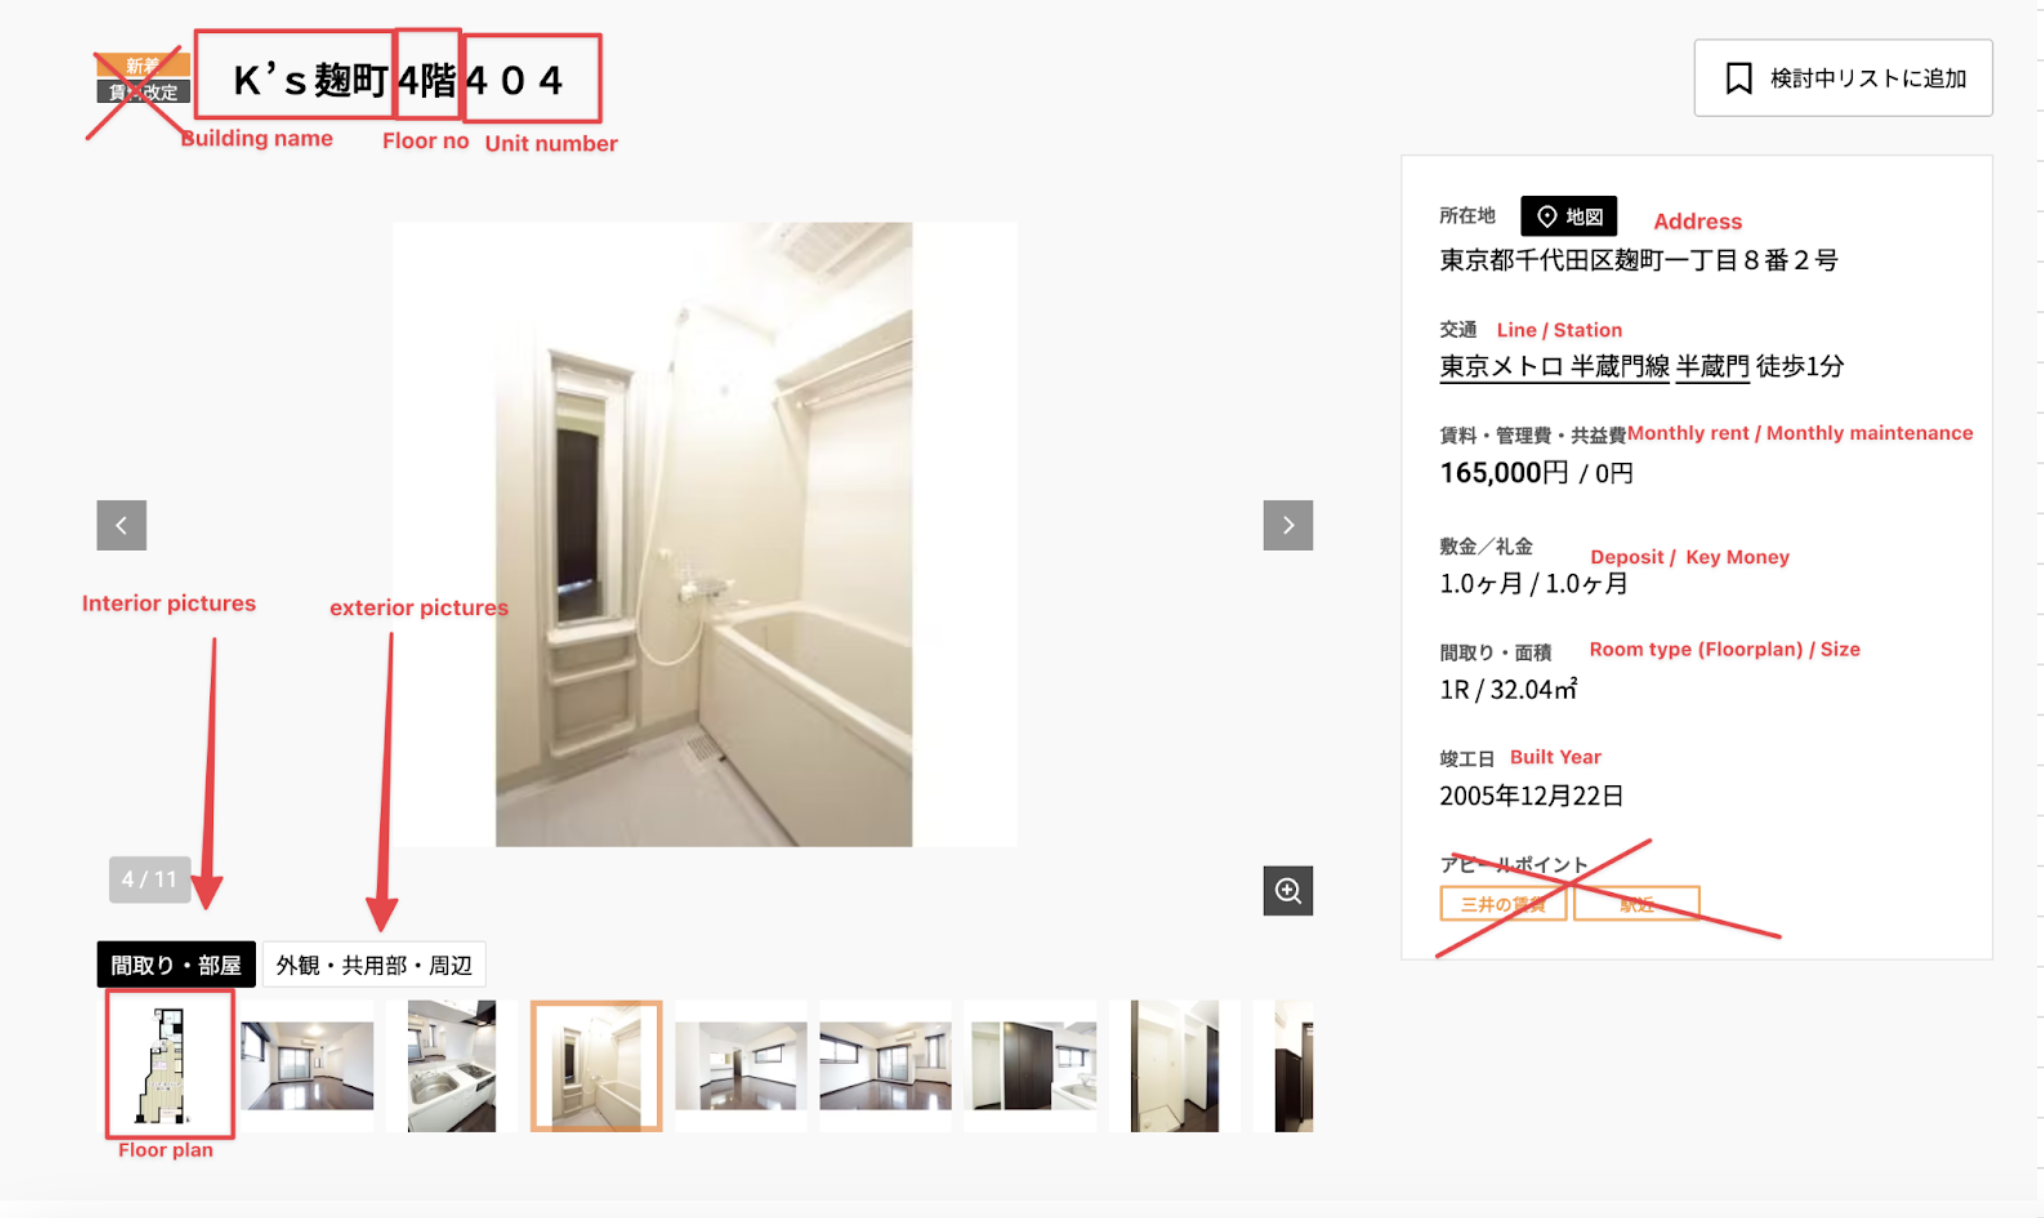 新着
賃料改定
K’s麹町 4階 404
検討中リストに追加
Building name
Floor no
Unit number
所在地
地図
Address
東京都千代田区麹町一丁目８番２号
交通
Line / Station
東京メトロ 半蔵門線 半蔵門 徒歩1分
賃料・管理費・共益費
Monthly rent / Monthly maintenance
165,000円 / 0円
敷金／礼金
Deposit / Key Money
1.0ヶ月 / 1.0ヶ月
間取り・面積
Room type (Floorplan) / Size
1R / 32.04㎡
竣工日
Built Year
2005年12月22日
アピールポイント
三井の賃貸
駅近
Interior pictures
exterior pictures
4 / 11
間取り・部屋
外観・共用部・周辺
Floor plan